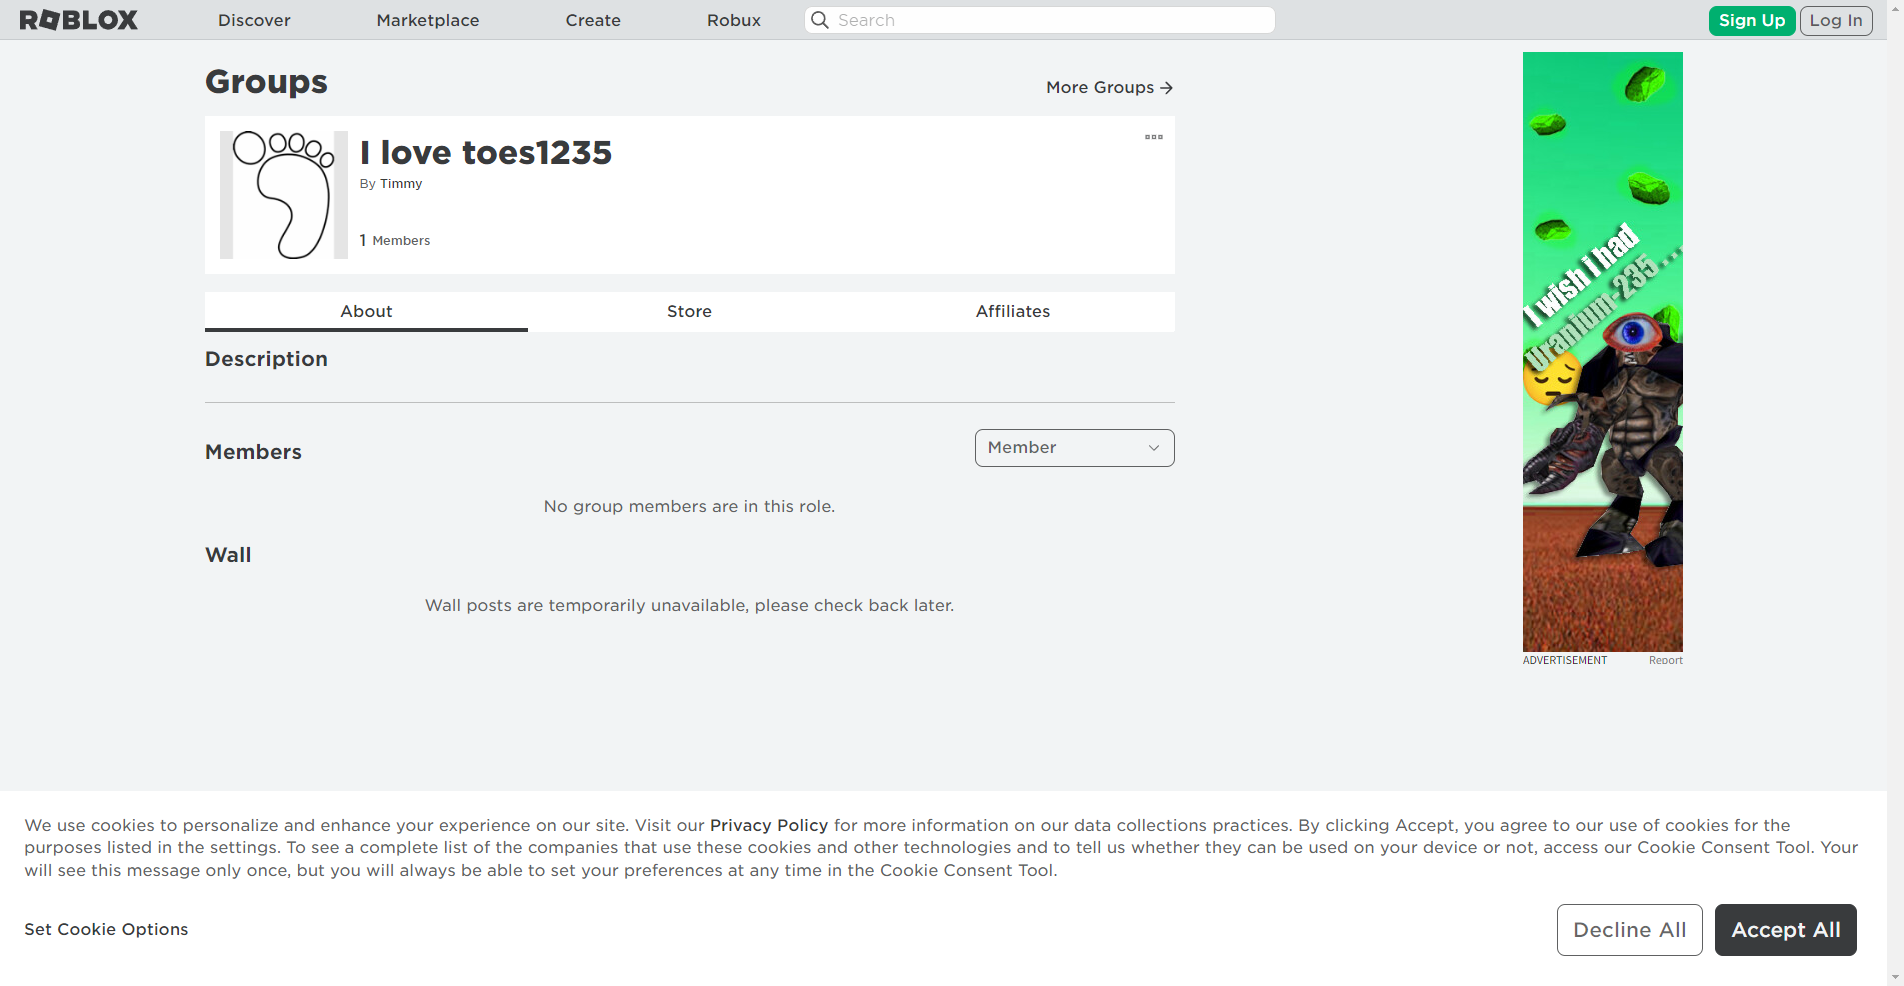 ROBLOX
Discover
Marketplace
Create
Robux
Search
Sign Up
Log In
Groups
More Groups →
I love toes1235
By Timmy
1 Members
About
Store
Affiliates
Description
Members
Member
No group members are in this role.
Wall
Wall posts are temporarily unavailable, please check back later.
I wish i had
Uranium-235....
ADVERTISEMENT
Report
We use cookies to personalize and enhance your experience on our site. Visit our Privacy Policy for more information on our data collections practices. By clicking Accept, you agree to our use of cookies for the
purposes listed in the settings. To see a complete list of the companies that use these cookies and other technologies and to tell us whether they can be used on your device or not, access our Cookie Consent Tool. Your
will see this message only once, but you will always be able to set your preferences at any time in the Cookie Consent Tool.
Set Cookie Options
Decline All
Accept All